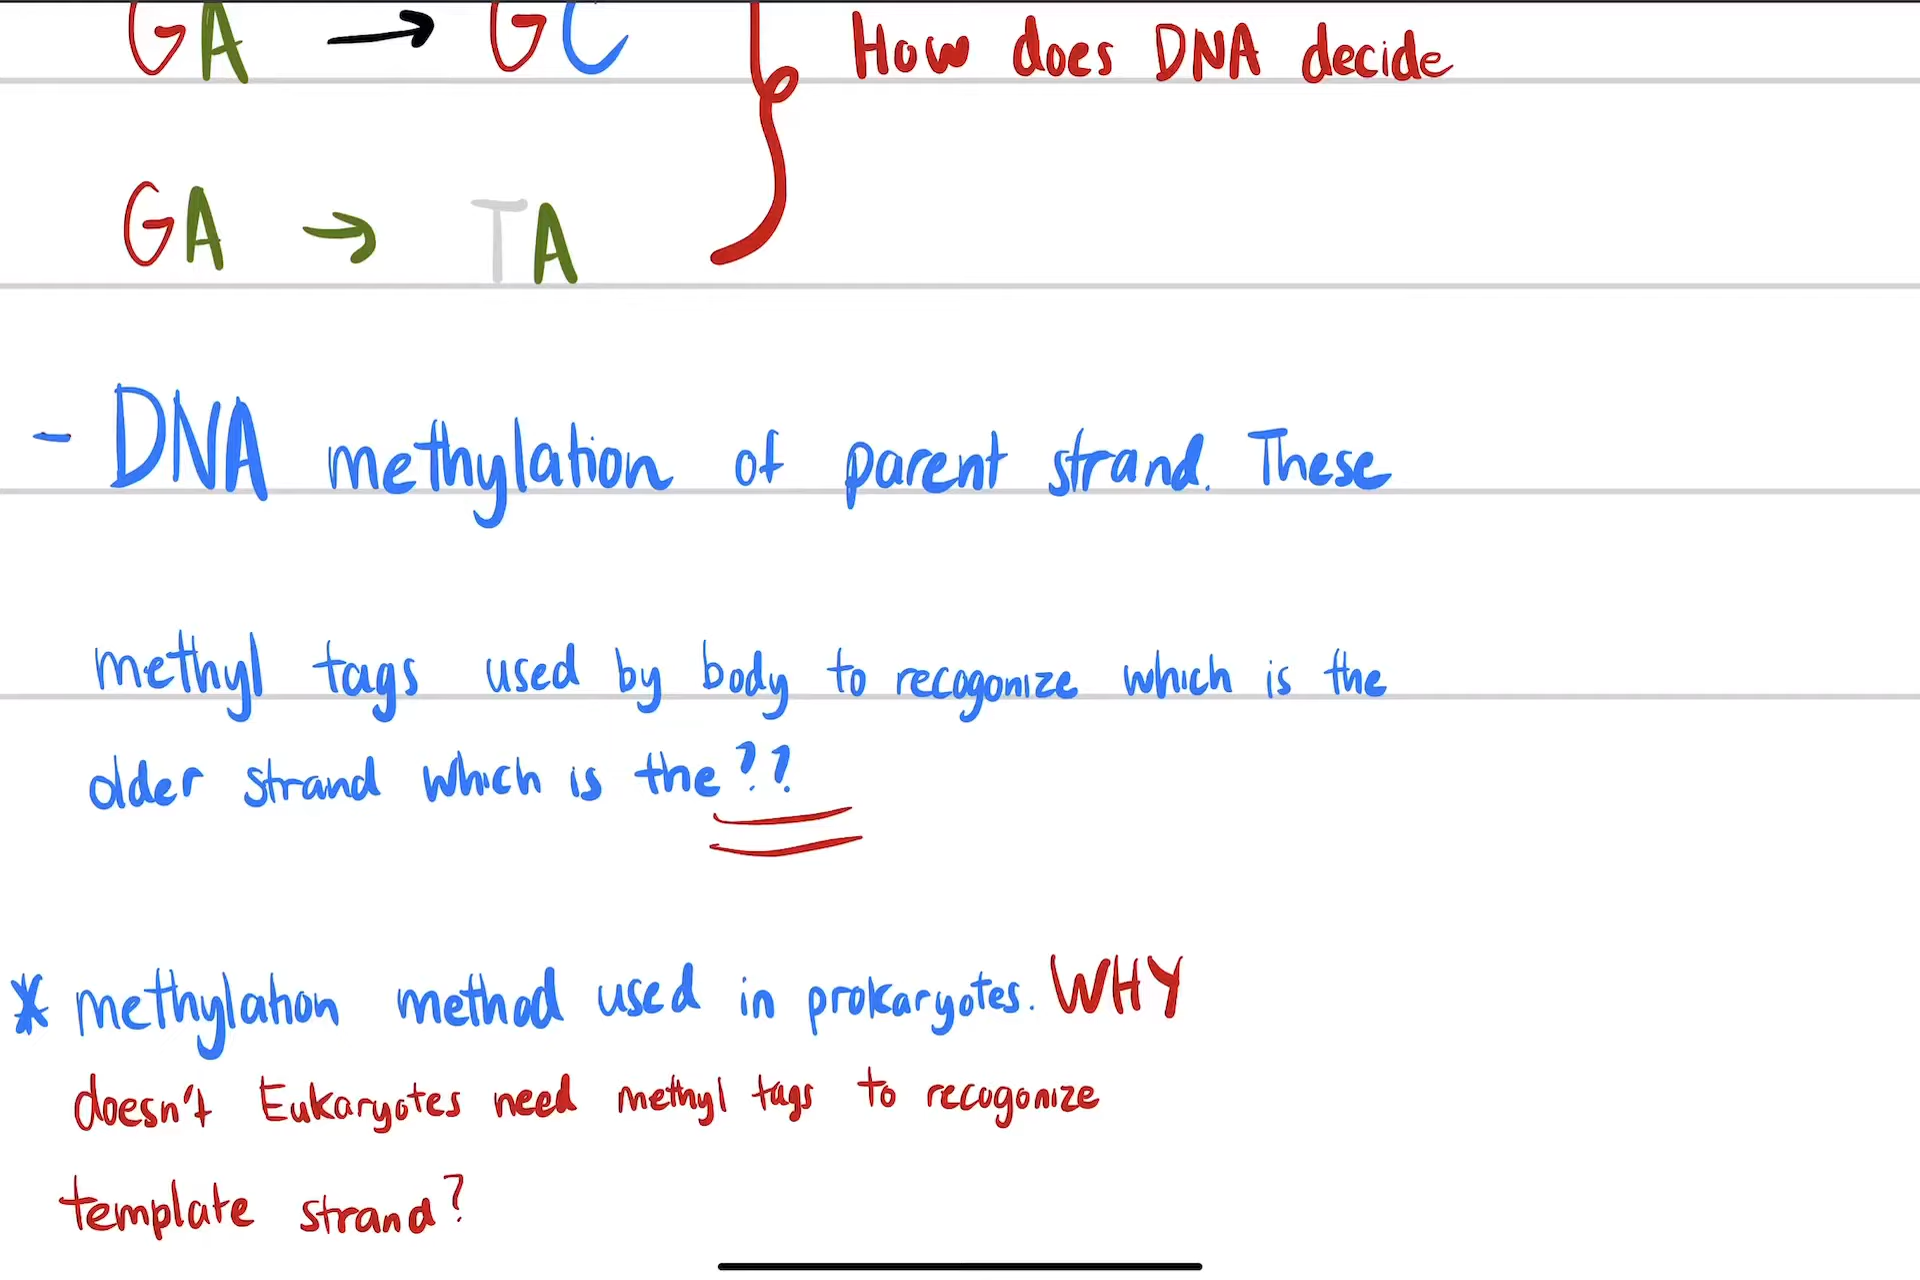 GA → GC How does DNA decide
GA → TA
- DNA methylation of parent strand. These
methyl tags used by body to recogonize which is the
older strand which is the ??
* methylation method used in prokaryotes. WHY
doesn't Eukaryotes need methyl tags to recogonize
template strand?